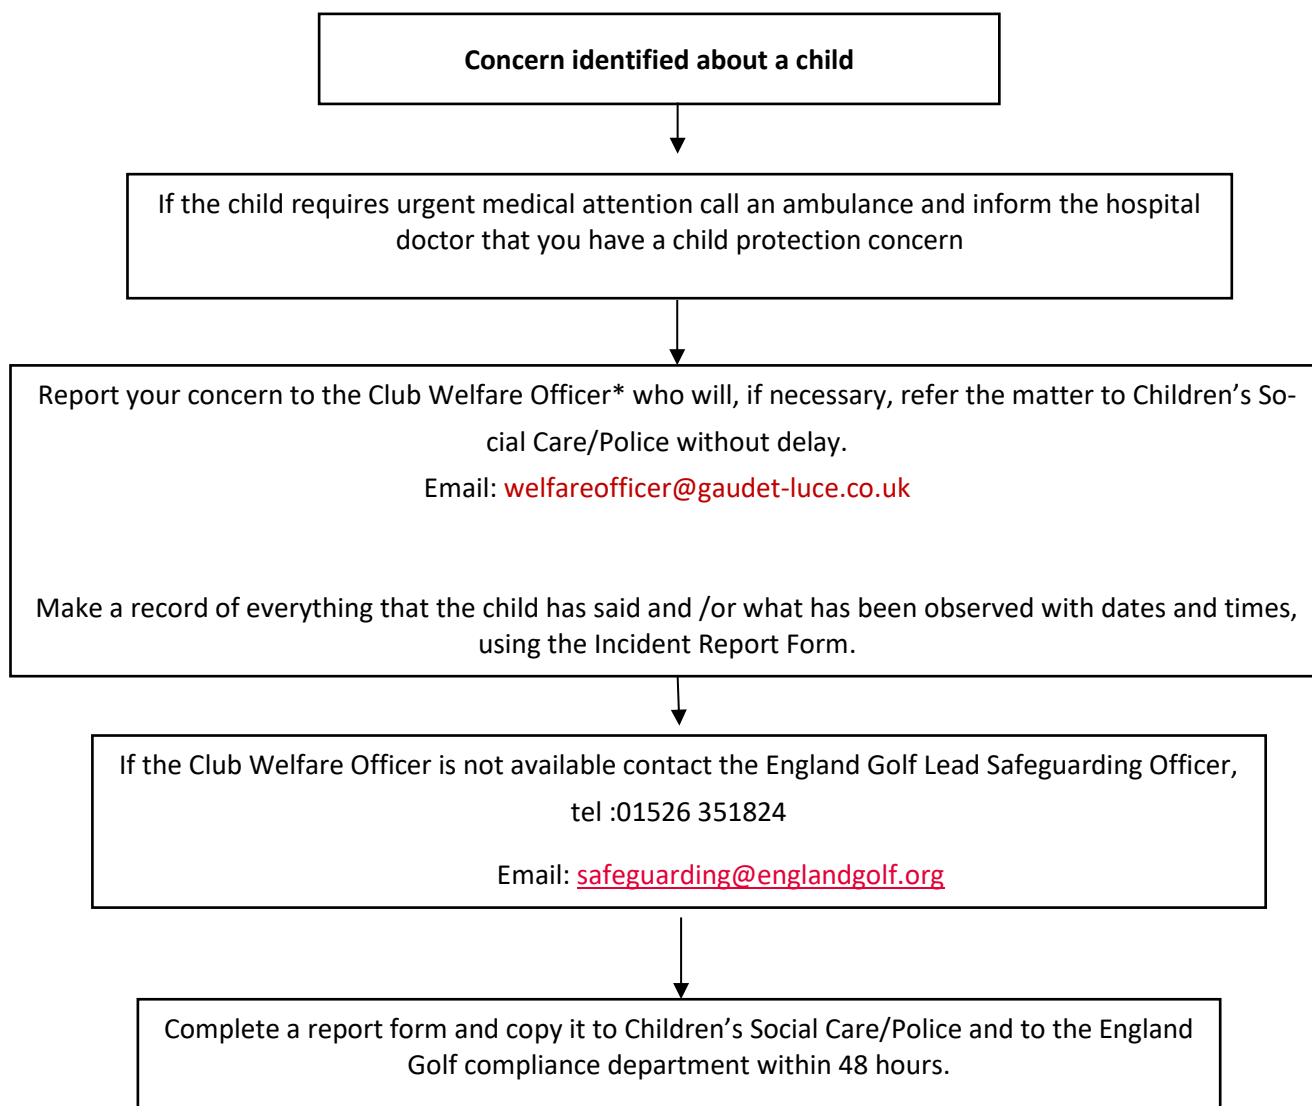 Concern identified about a child
If the child requires urgent medical attention call an ambulance and inform the hospital
doctor that you have a child protection concern
Report your concern to the Club Welfare Officer* who will, if necessary, refer the matter to Children’s So-
cial Care/Police without delay.
Email: welfareofficer@gaudet-luce.co.uk
Make a record of everything that the child has said and /or what has been observed with dates and times,
using the Incident Report Form.
If the Club Welfare Officer is not available contact the England Golf Lead Safeguarding Officer,
tel :01526 351824
Email: safeguarding@englandgolf.org
Complete a report form and copy it to Children’s Social Care/Police and to the England
Golf compliance department within 48 hours.